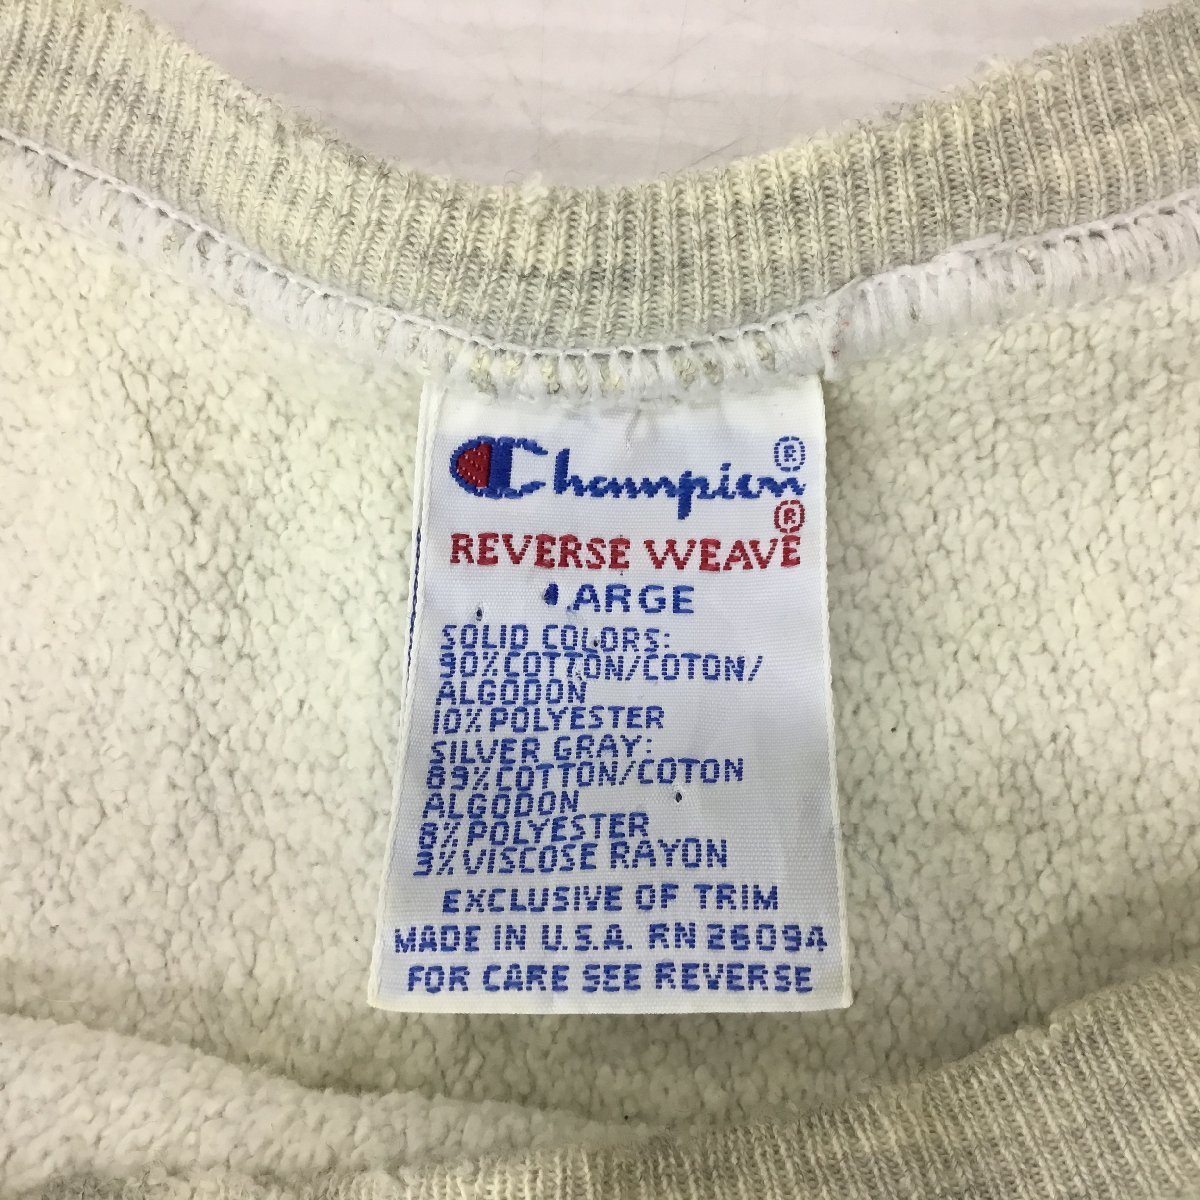 Champion®
REVERSE WEAVE®
LARGE
SOLID COLORS:
90% COTTON/COTON/
ALGODON
10% POLYESTER
SILVER GRAY:
89% COTTON/COTON
ALGODON
8% POLYESTER
3% VISCOSE RAYON
EXCLUSIVE OF TRIM
MADE IN U.S.A. RN 26094
FOR CARE SEE REVERSE